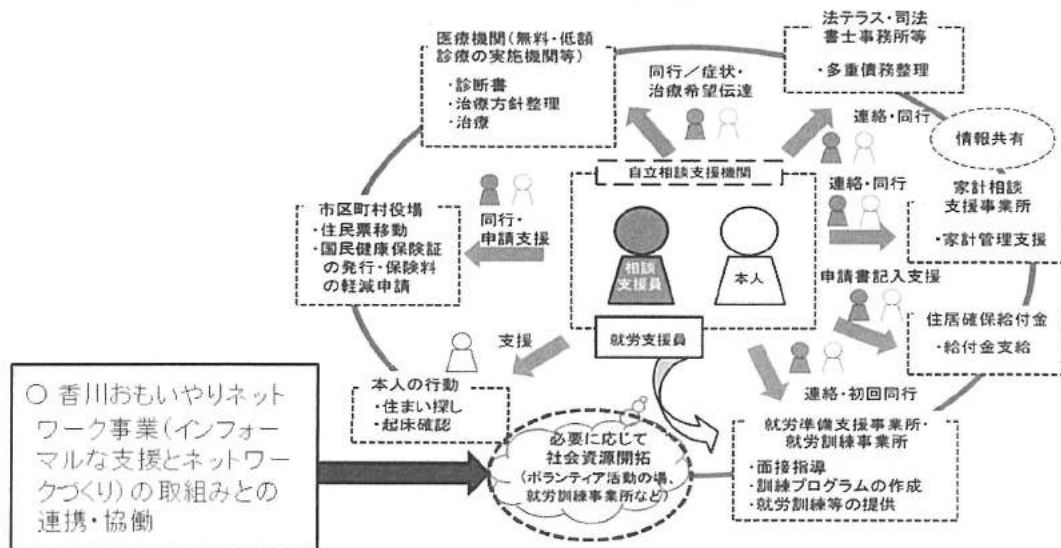 医療機関(無料・低額
診療の実施機関等)
・診断書
・治療方針整理
・治療
法テラス・司法
書士事務所等
・多重債務整理
同行／症状・
治療希望伝達
連絡・同行
情報共有
自立相談支援機関
相談
支援員
本人
就労支援員
連絡・同行
家計相談
支援事業所
・家計管理支援
市区町村役場
・住民票移動
・国民健康保険証
の発行・保険料
の軽減申請
同行・
申請支援
申請書記入支援
住居確保給付金
・給付金支給
支援
本人の行動
・住まい探し
・起床確認
連絡・初回同行
就労準備支援事業所・
就労訓練事業所
・面接指導
・訓練プログラムの作成
・就労訓練等の提供
必要に応じて
社会資源開拓
(ボランティア活動の場、
就労訓練事業所など)
○ 香川おもいやりネット
ワーク事業(インフォー
マルな支援とネットワー
クづくり)の取組みとの
連携・協働